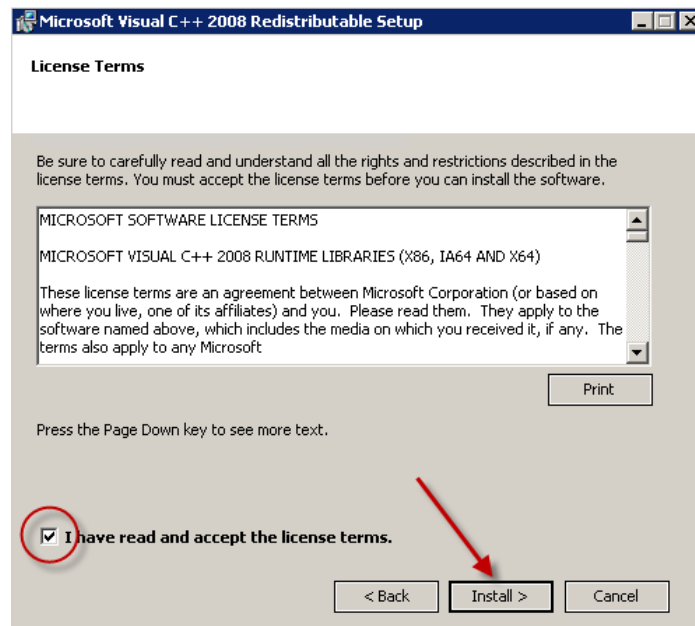 Microsoft Visual C++ 2008 Redistributable Setup
License Terms
Be sure to carefully read and understand all the rights and restrictions described in the
license terms. You must accept the license terms before you can install the software.
MICROSOFT SOFTWARE LICENSE TERMS
MICROSOFT VISUAL C++ 2008 RUNTIME LIBRARIES (X86, IA64 AND X64)
These license terms are an agreement between Microsoft Corporation (or based on
where you live, one of its affiliates) and you.  Please read them.  They apply to the
software named above, which includes the media on which you received it, if any.  The
terms also apply to any Microsoft
Print
Press the Page Down key to see more text.
I have read and accept the license terms.
< Back
Install >
Cancel